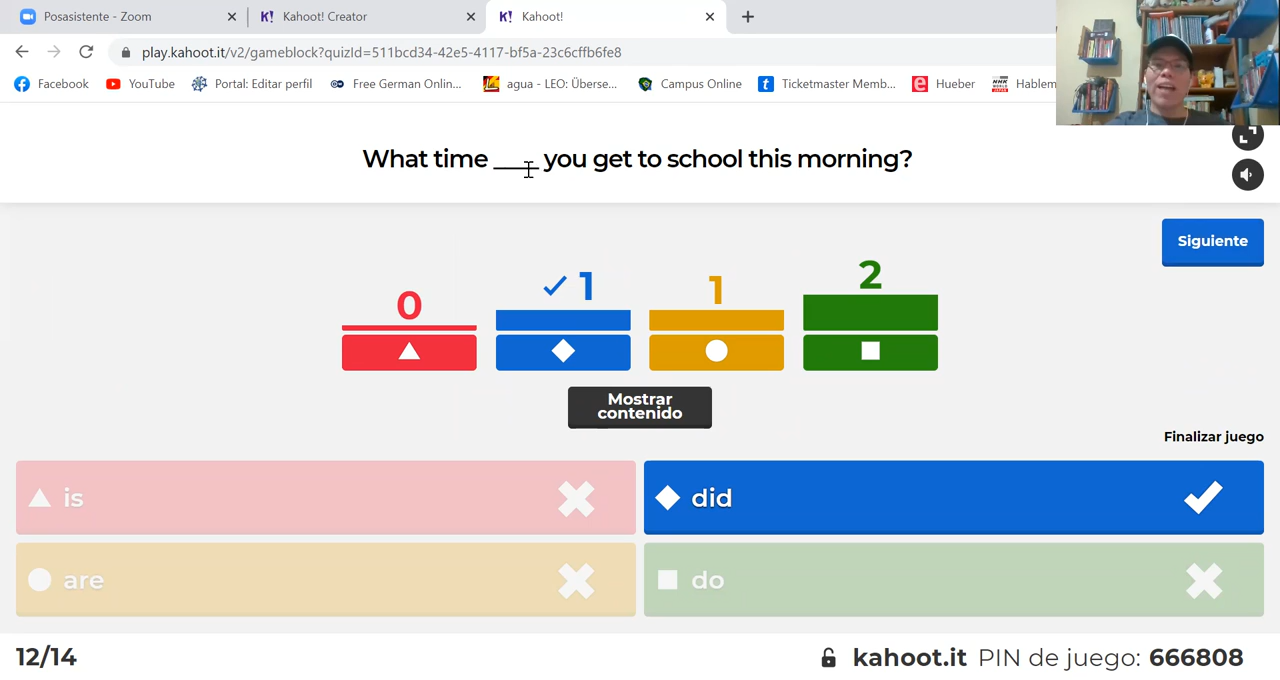 Posasistente - Zoom
Kahoot! Creator
Kahoot!
play.kahoot.it/v2/gameblock?quizId=511bcd34-42e5-4117-bf5a-23c6cffb6fe8
Facebook YouTube Portal: Editar perfil Free German Onlin... agua - LEO: Überse... Campus Online Ticketmaster Memb... Hueber Hablem
What time ____ you get to school this morning?
Siguiente
0 1 1 2
Mostrar
contenido
Finalizar juego
is
did
are
do
12/14
kahoot.it PIN de juego: 666808